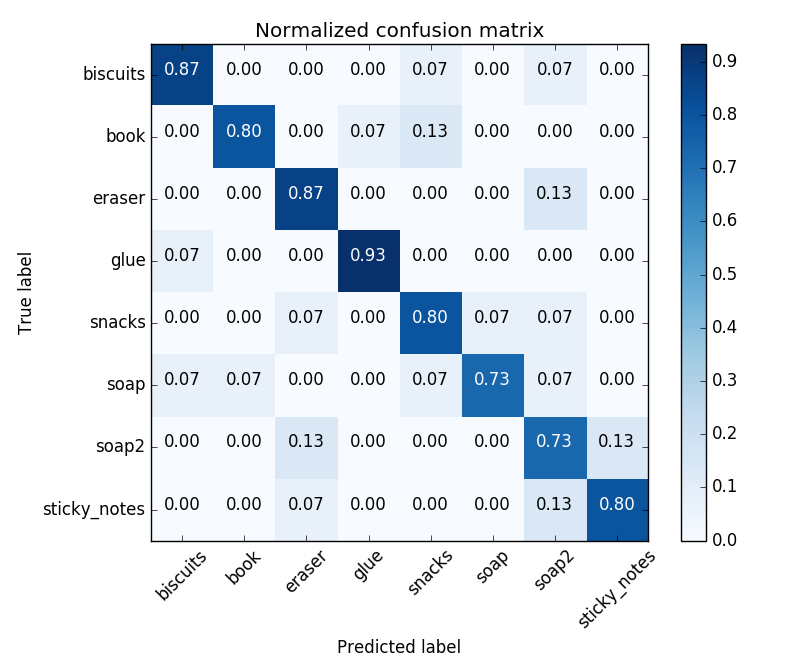 Normalized confusion matrix
biscuits 0.87 0.00 0.00 0.00 0.07 0.00 0.07 0.00
book 0.00 0.80 0.00 0.07 0.13 0.00 0.00 0.00
eraser 0.00 0.00 0.87 0.00 0.00 0.00 0.13 0.00
glue 0.07 0.00 0.00 0.93 0.00 0.00 0.00 0.00
snacks 0.00 0.00 0.07 0.00 0.80 0.07 0.07 0.00
soap 0.07 0.07 0.00 0.00 0.07 0.73 0.07 0.00
soap2 0.00 0.00 0.13 0.00 0.00 0.00 0.73 0.13
sticky_notes 0.00 0.00 0.07 0.00 0.00 0.00 0.13 0.80
biscuits book eraser glue snacks soap soap2 sticky_notes
Predicted label
True label
0.9
0.8
0.7
0.6
0.5
0.4
0.3
0.2
0.1
0.0